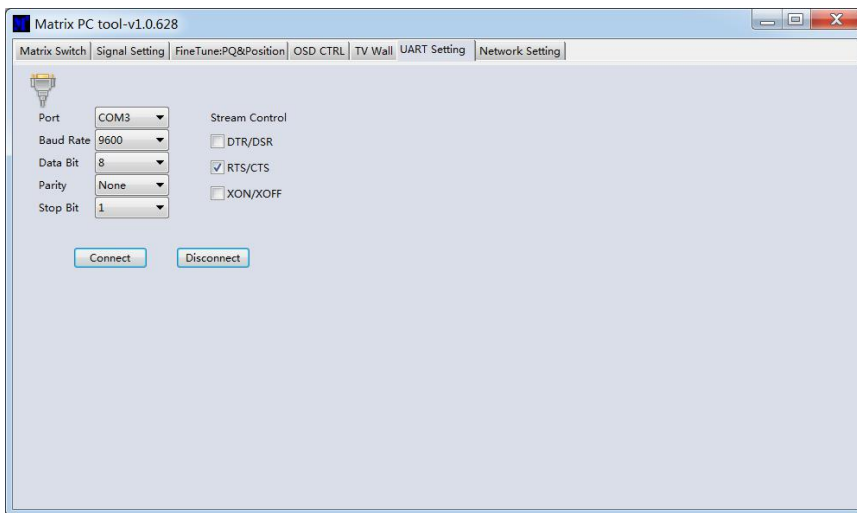 Matrix PC tool-v1.0.628
Matrix Switch Signal Setting FineTune:PQ&Position OSD CTRL TV Wall UART Setting Network Setting
Port COM3 Stream Control
Baud Rate 9600 DTR/DSR
Data Bit 8 RTS/CTS
Parity None XON/XOFF
Stop Bit 1
Connect Disconnect